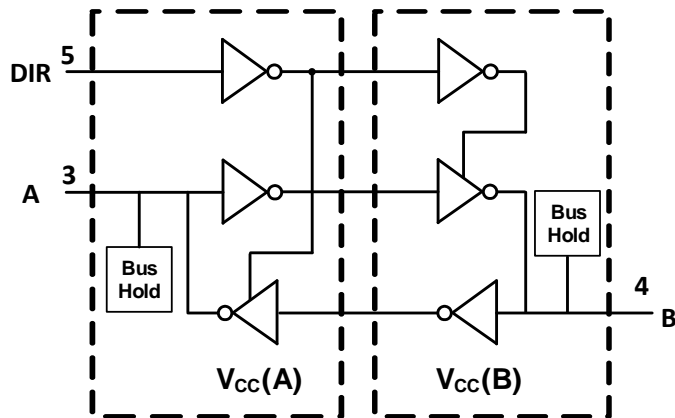 DIR 5
A 3
Bus
Hold
Bus
Hold
4
B
VCC(A)
VCC(B)